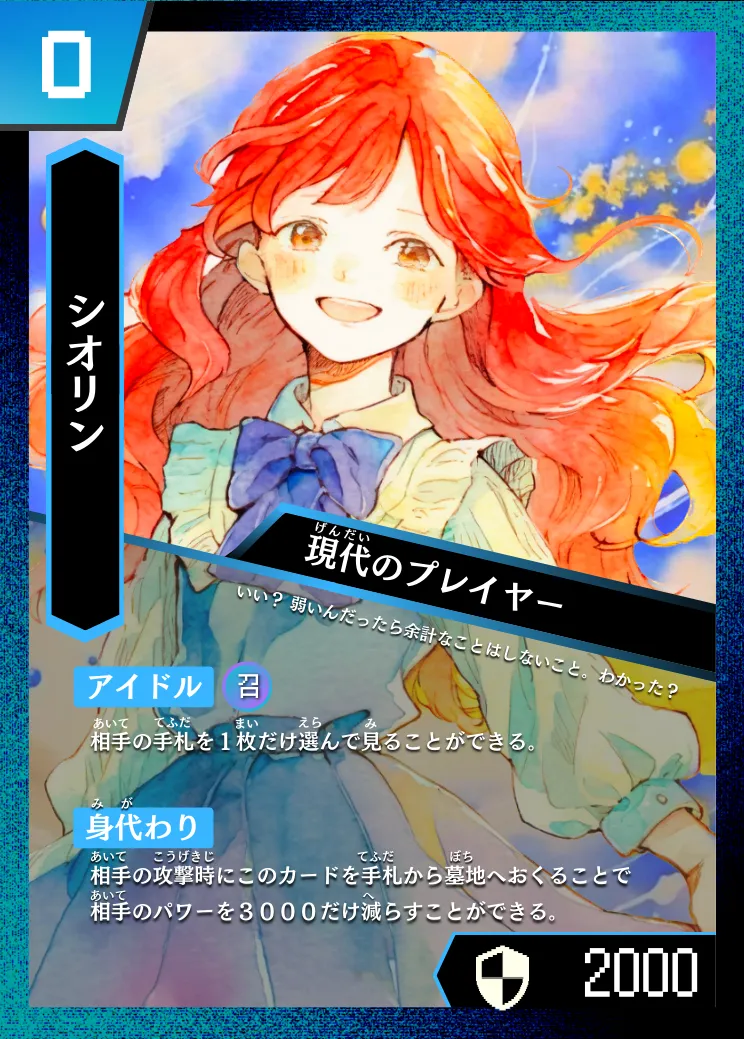 0
シオリン
げんだい
現代のプレイヤー
いい？ 弱いんだったら余計なことはしないこと。わかった？
アイドル 召
あいて てふだ まい えら み
相手の手札を１枚だけ選んで見ることができる。
み が
身代わり
あいて こうげきじ てふだ ぼち
相手の攻撃時にこのカードを手札から墓地へおくることで
あいて へ
相手のパワーを３０００だけ減らすことができる。
2000